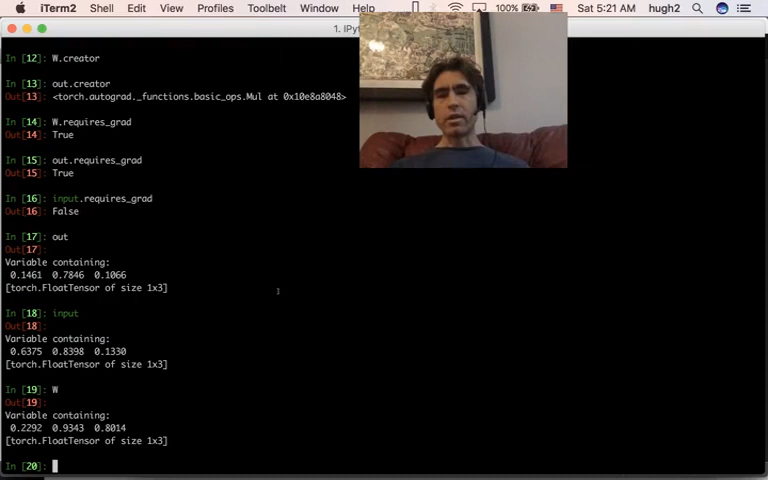 iTerm2 Shell Edit View Profiles Toolbelt Window Help 100% Sat 5:21 AM hugh2
1. IPy
In [12]: W.creator
In [13]: out.creator
Out[13]: <torch.autograd._functions.basic_ops.Mul at 0x10e8a8048>
In [14]: W.requires_grad
Out[14]: True
In [15]: out.requires_grad
Out[15]: True
In [16]: input.requires_grad
Out[16]: False
In [17]: out
Out[17]:
Variable containing:
0.1461 0.7846 0.1066
[torch.FloatTensor of size 1x3]
In [18]: input
Out[18]:
Variable containing:
0.6375 0.8398 0.1330
[torch.FloatTensor of size 1x3]
In [19]: W
Out[19]:
Variable containing:
0.2292 0.9343 0.8014
[torch.FloatTensor of size 1x3]
In [20]: